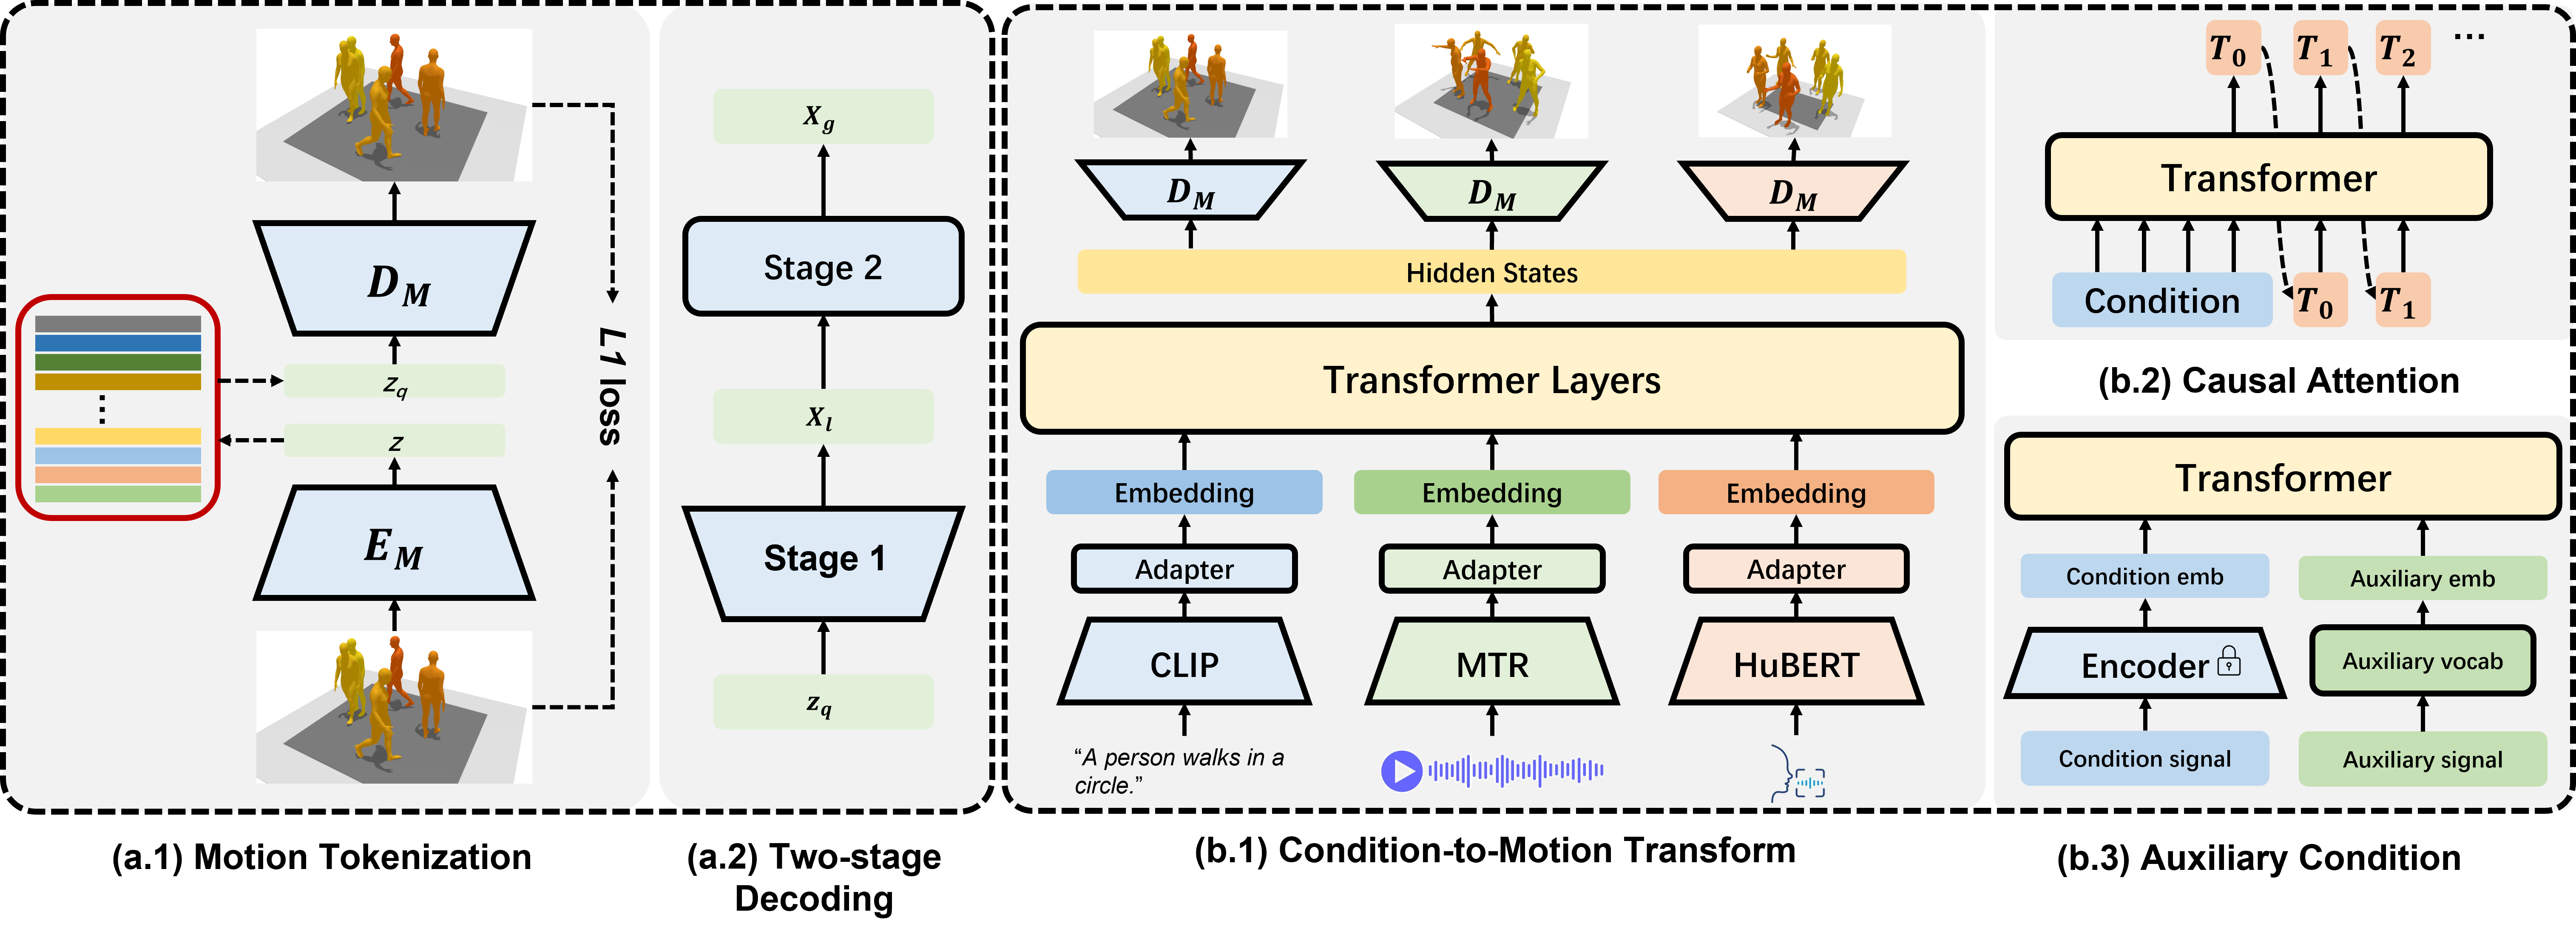 D_M
z_q
z
E_M
L1 loss
(a.1) Motion Tokenization
X_g
Stage 2
X_l
Stage 1
z_q
(a.2) Two-stage
Decoding
D_M
D_M
D_M
Hidden States
Transformer Layers
Embedding
Embedding
Embedding
Adapter
Adapter
Adapter
CLIP
MTR
HuBERT
“A person walks in a
circle.”
(b.1) Condition-to-Motion Transform
T_0 T_1 T_2 ...
Transformer
Condition
T_0 T_1
(b.2) Causal Attention
Transformer
Condition emb
Auxiliary emb
Encoder
Auxiliary vocab
Condition signal
Auxiliary signal
(b.3) Auxiliary Condition